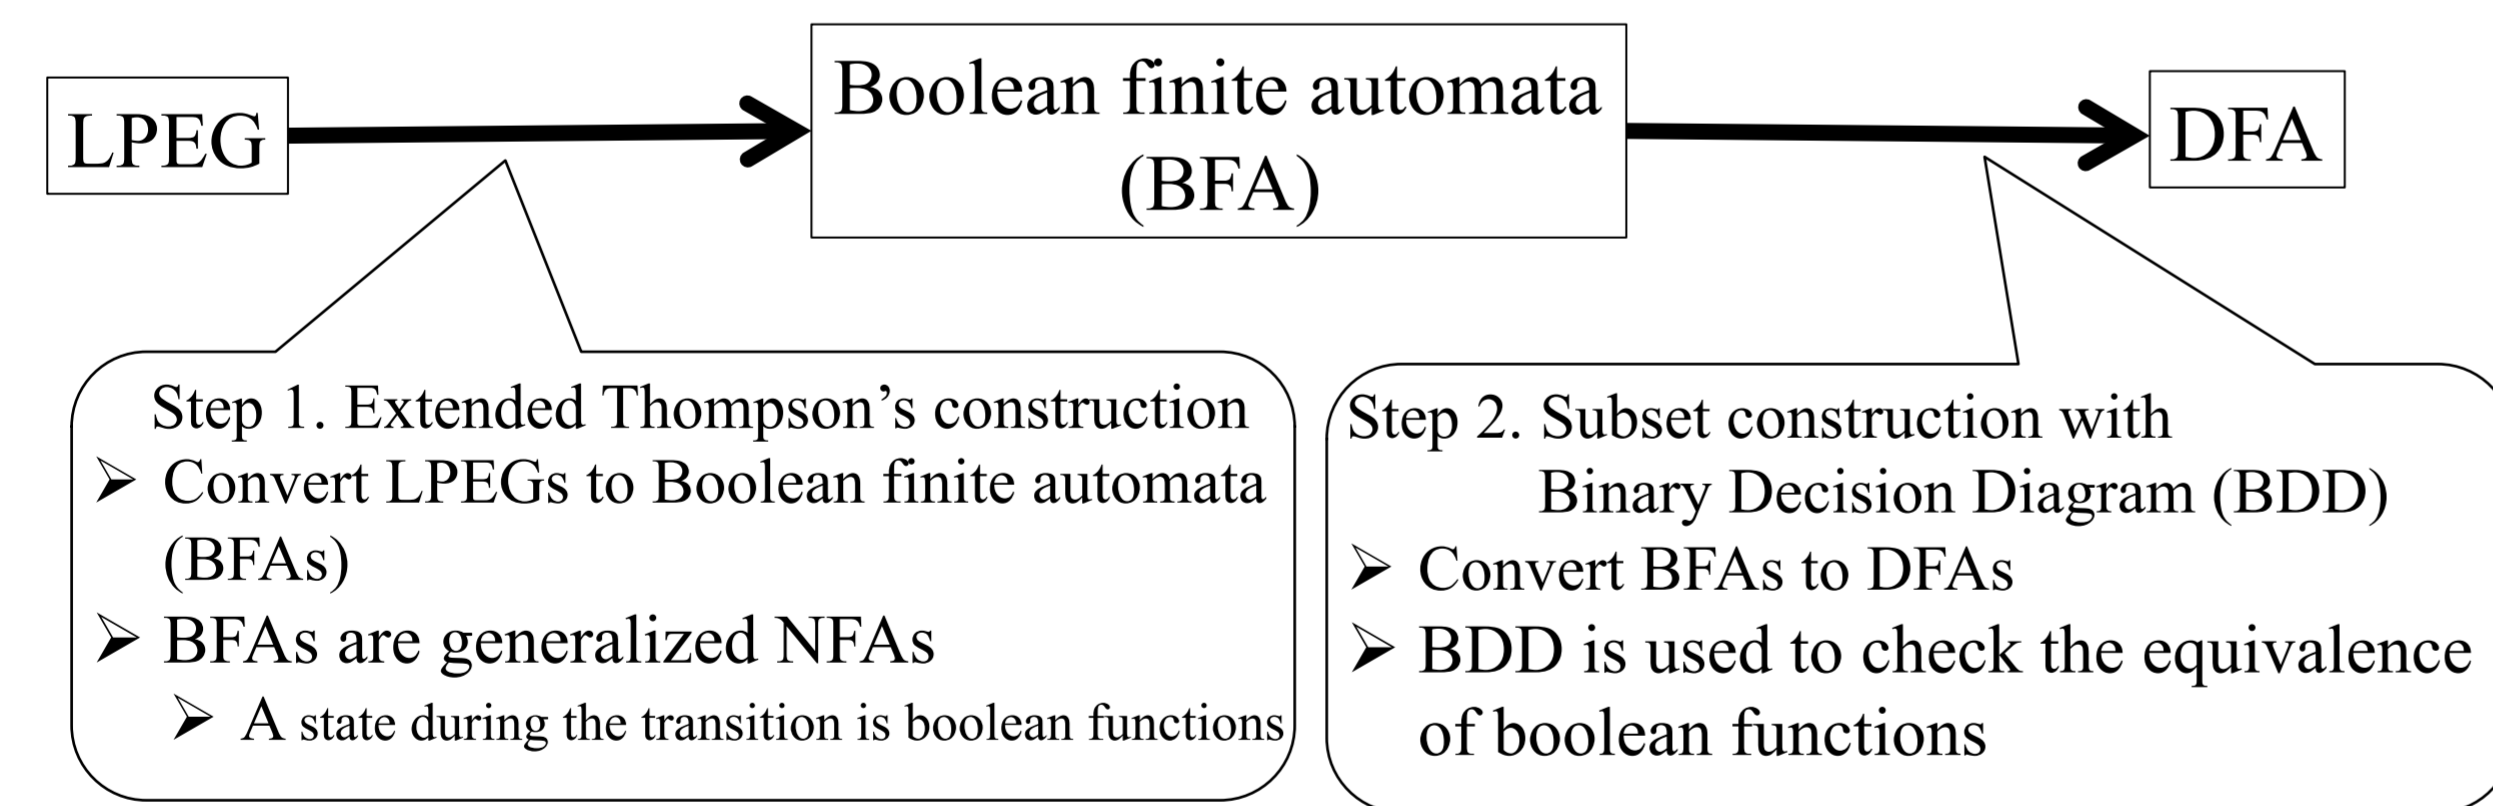 LPEG
Boolean finite automata
(BFA)
DFA
Step 1. Extended Thompson’s construction
➢ Convert LPEGs to Boolean finite automata
(BFAs)
➢ BFAs are generalized NFAs
➢ A state during the transition is boolean functions
Step 2. Subset construction with
Binary Decision Diagram (BDD)
➢ Convert BFAs to DFAs
➢ BDD is used to check the equivalence
of boolean functions